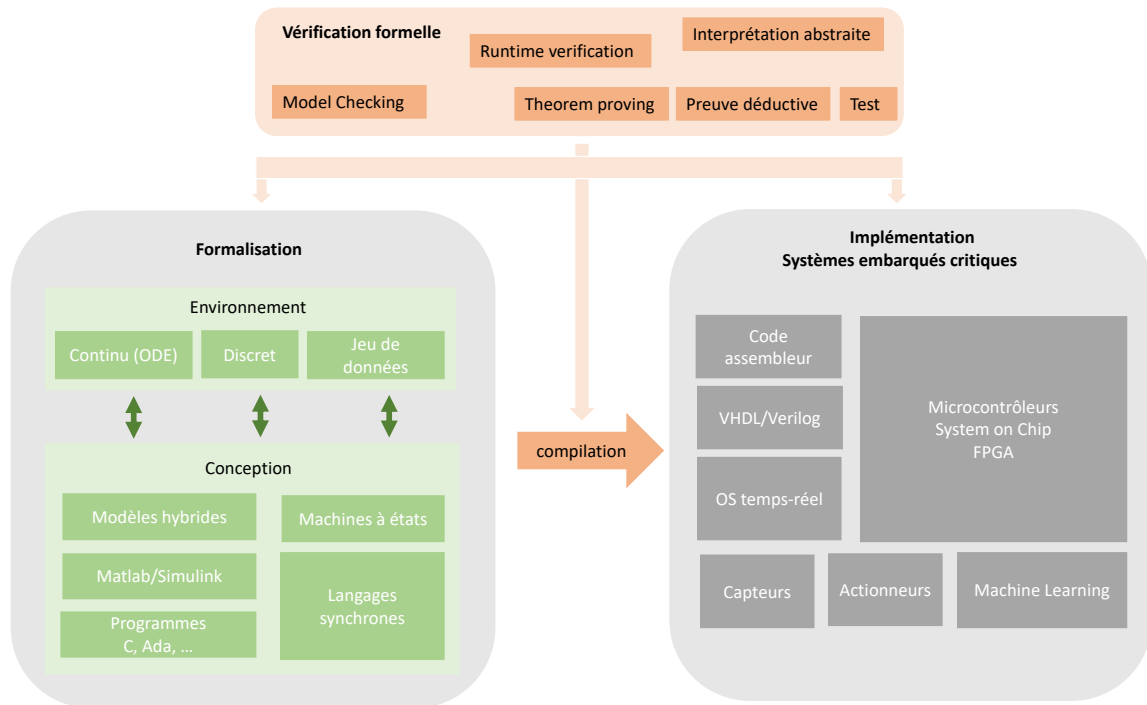 Vérification formelle
Interprétation abstraite
Runtime verification
Model Checking
Theorem proving
Preuve déductive
Test
Formalisation
Environnement
Continu (ODE)
Discret
Jeu de
données
Conception
Modèles hybrides
Machines à états
Matlab/Simulink
Langages
synchrones
Programmes
C, Ada, ...
compilation
Implémentation
Systèmes embarqués critiques
Code
assembleur
VHDL/Verilog
OS temps-réel
Microcontrôleurs
System on Chip
FPGA
Capteurs
Actionneurs
Machine Learning